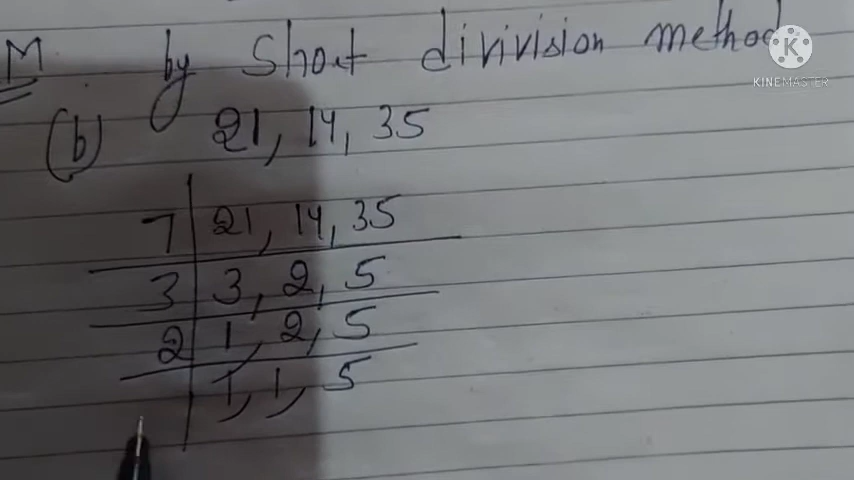 M by Short divivision method
K
KINEMASTER
(b) 21, 14, 35
7 21, 14, 35
3 3, 2, 5
2 1, 2, 5
1, 1, 5